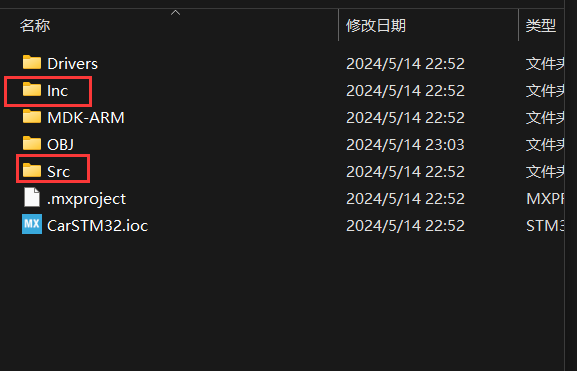 名称 修改日期 类型
Drivers 2024/5/14 22:52 文件夹
Inc 2024/5/14 22:52 文件夹
MDK-ARM 2024/5/14 22:52 文件夹
OBJ 2024/5/14 23:03 文件夹
Src 2024/5/14 22:52 文件夹
.mxproject 2024/5/14 22:52 MXPR
MX CarSTM32.ioc 2024/5/14 22:52 STM3